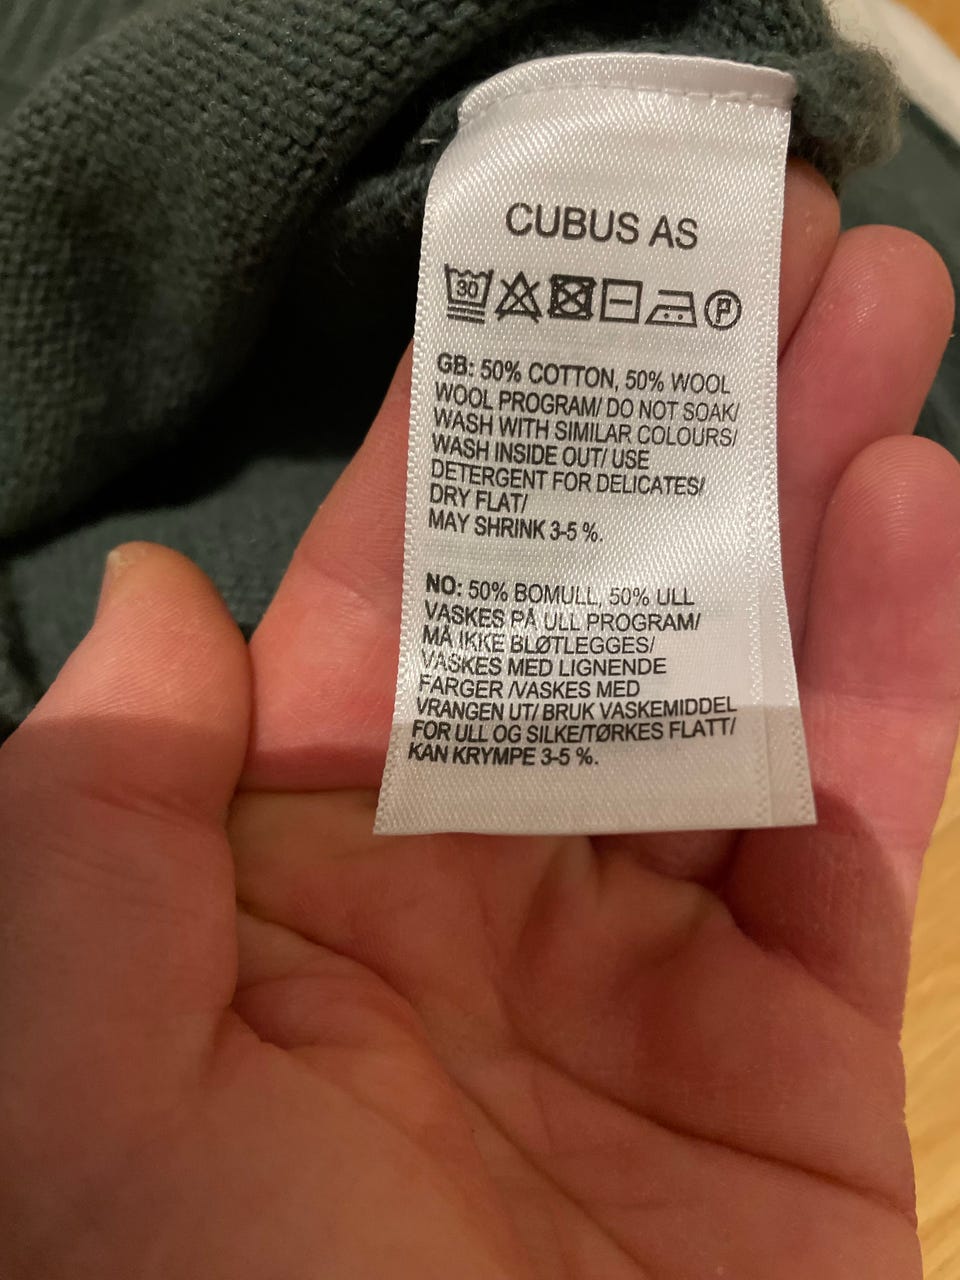 CUBUS AS
30 P
GB: 50% COTTON, 50% WOOL
WOOL PROGRAM/ DO NOT SOAK/
WASH WITH SIMILAR COLOURS/
WASH INSIDE OUT/ USE
DETERGENT FOR DELICATES/
DRY FLAT/
MAY SHRINK 3-5 %.
NO: 50% BOMULL, 50% ULL
VASKES PÅ ULL PROGRAM/
MÅ IKKE BLØTLEGGES/
VASKES MED LIGNENDE
FARGER /VASKES MED
VRANGEN UT/ BRUK VASKEMIDDEL
FOR ULL OG SILKE/TØRKES FLATT/
KAN KRYMPE 3-5 %.